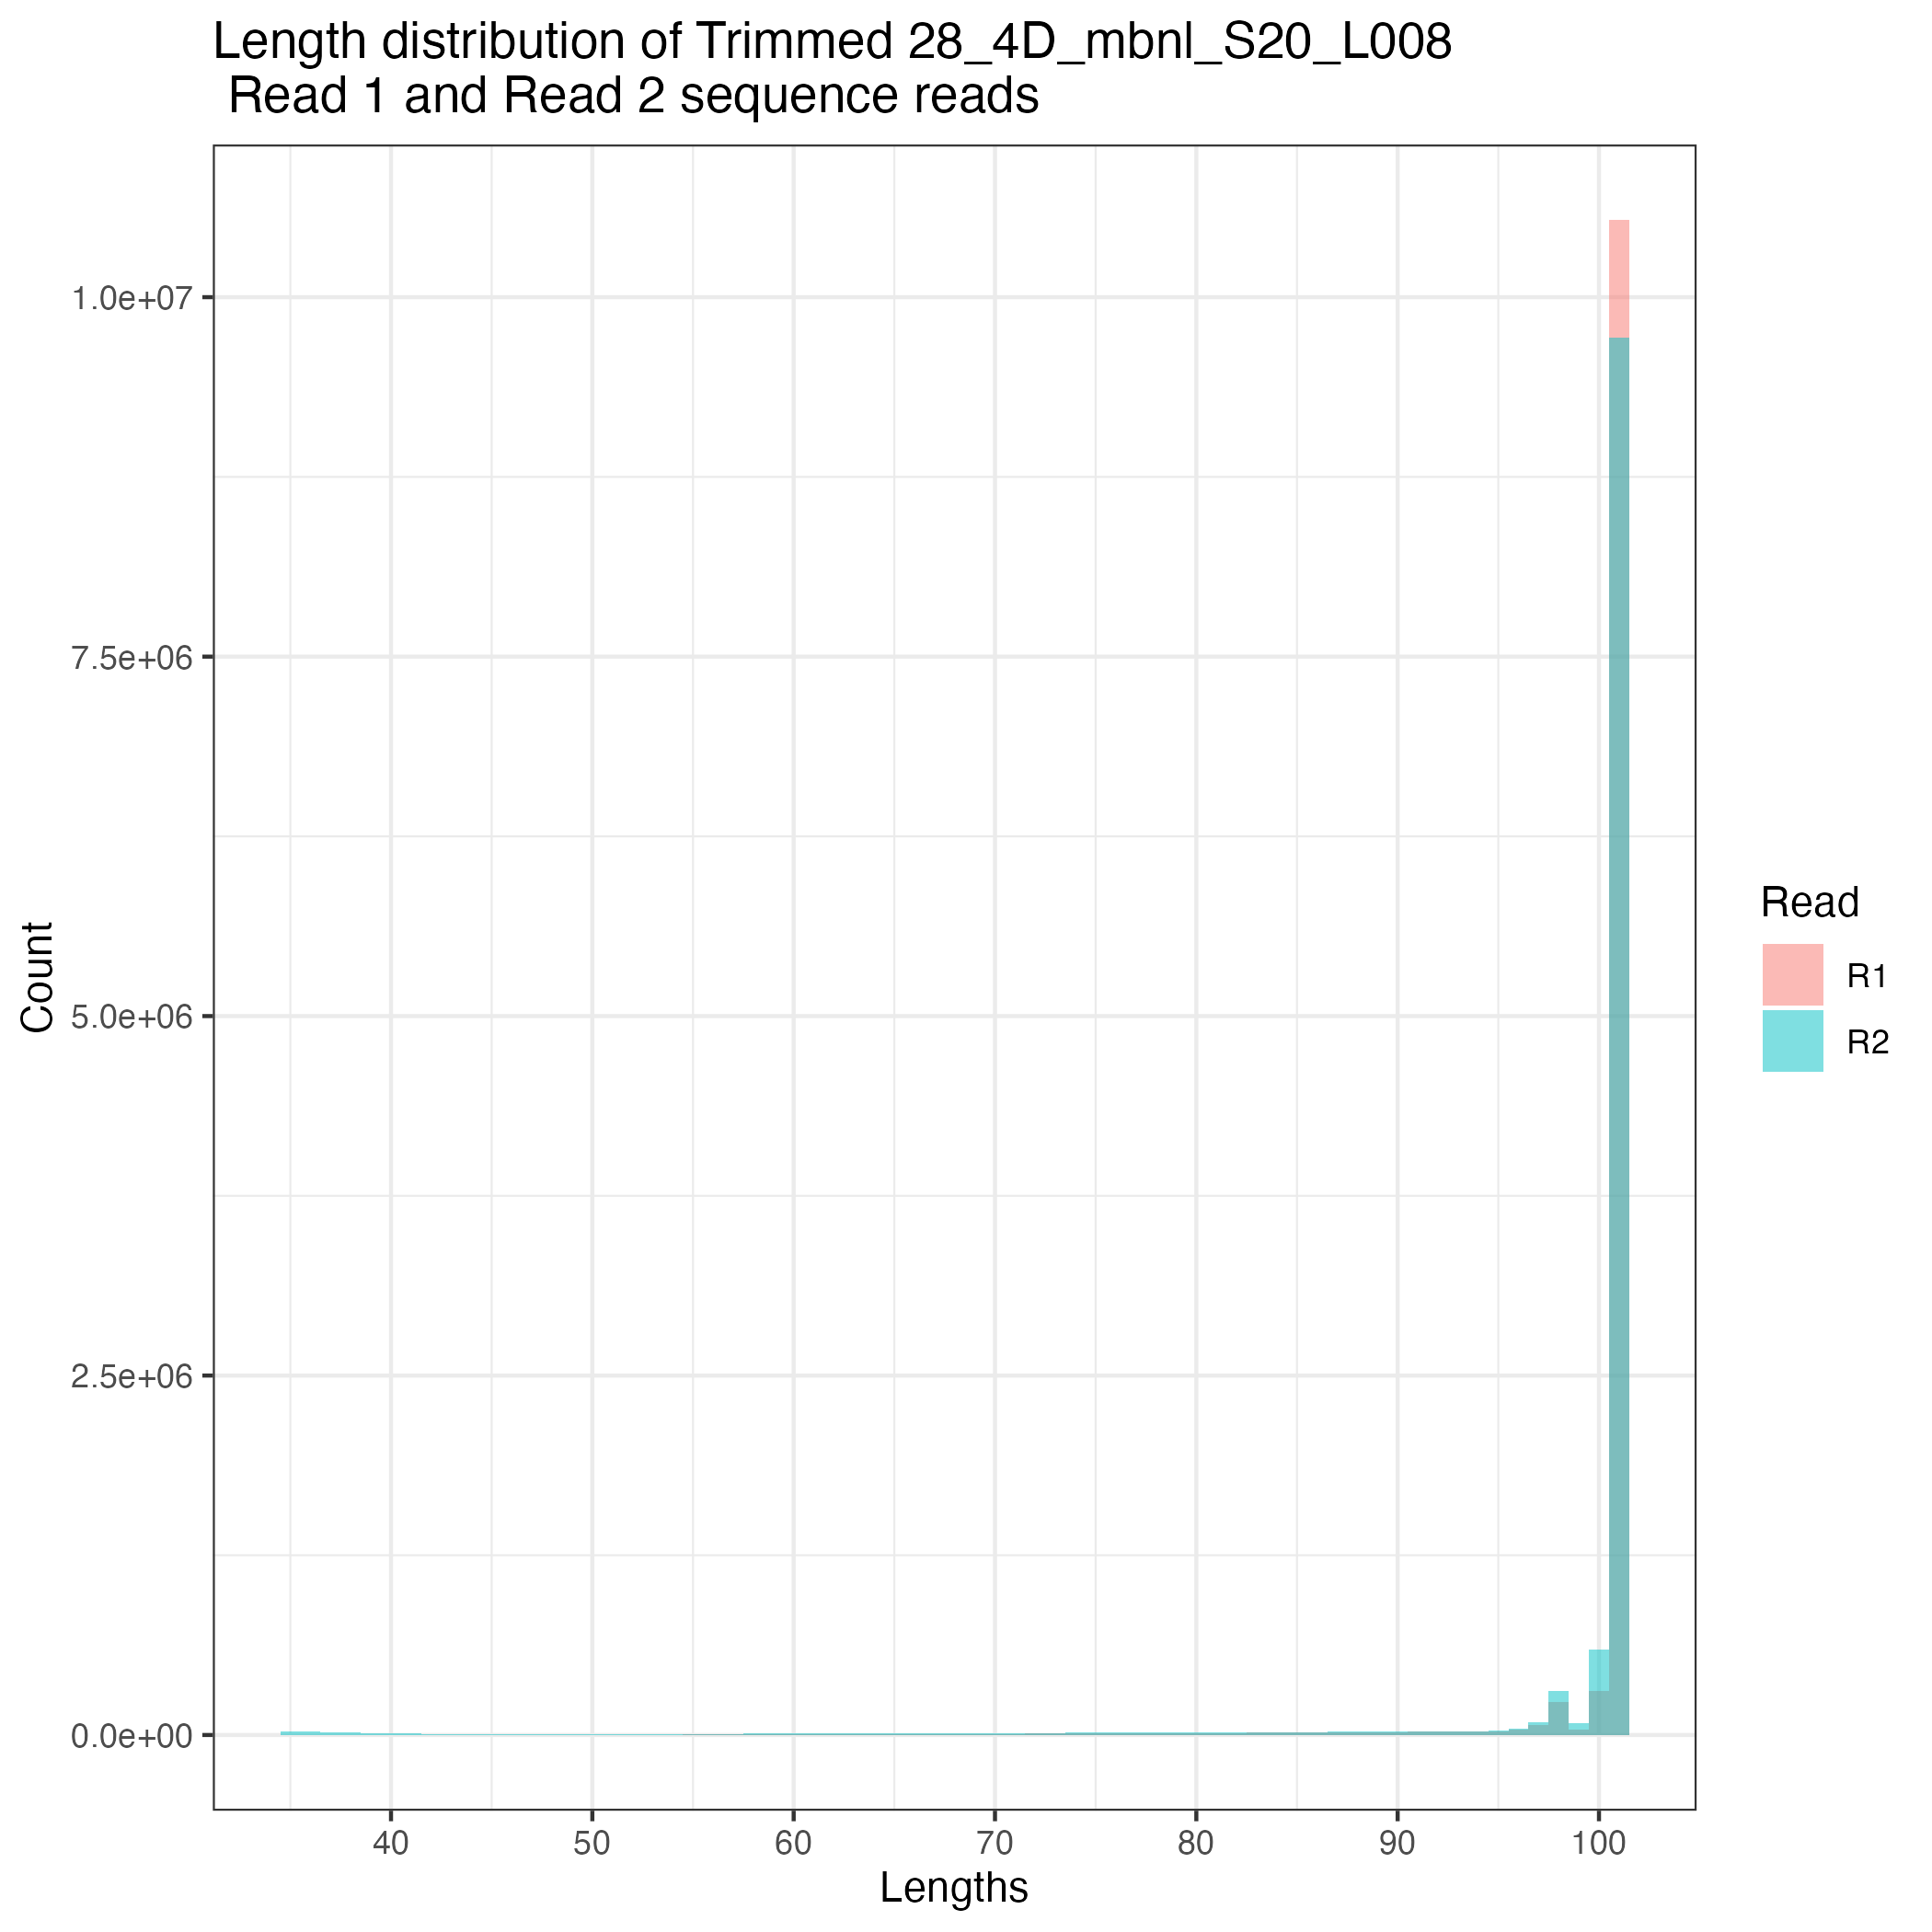 Length distribution of Trimmed 28_4D_mbnl_S20_L008
Read 1 and Read 2 sequence reads
1.0e+07
7.5e+06
5.0e+06
2.5e+06
0.0e+00
Count
40 50 60 70 80 90 100
Lengths
Read
R1
R2